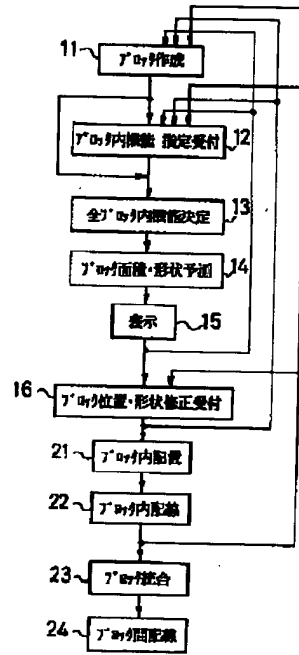 11
ブロック作成
ブロック内機能 指定受付
12
13
全ブロック内機能決定
14
ブロック面積・形状予測
表示
15
16
ブロック位置・形状修正受付
21
ブロック内配置
22
ブロック内配線
23
ブロック結合
24
ブロック間配線